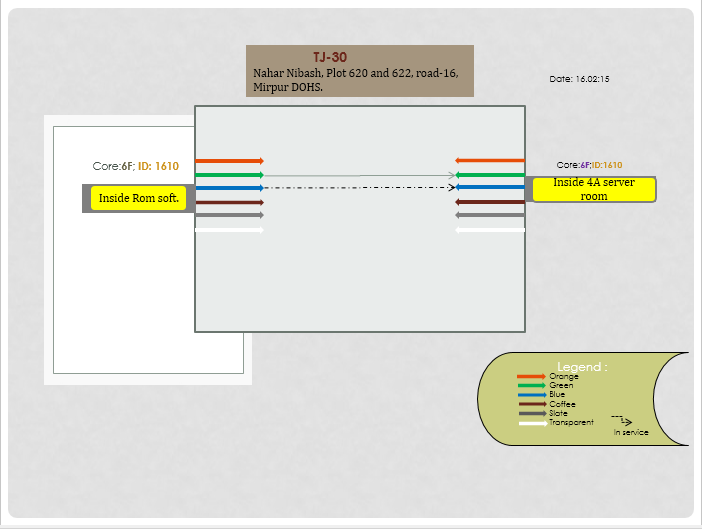 TJ-30
Nahar Nibash, Plot 620 and 622, road-16,
Mirpur DOHS.
Date: 16.02:15
Core:6F; ID: 1610
Core:6F;ID:1610
Inside Rom soft.
Inside 4A server
room
Legend :
Orange
Green
Blue
Coffee
Slate
Transparent
In service